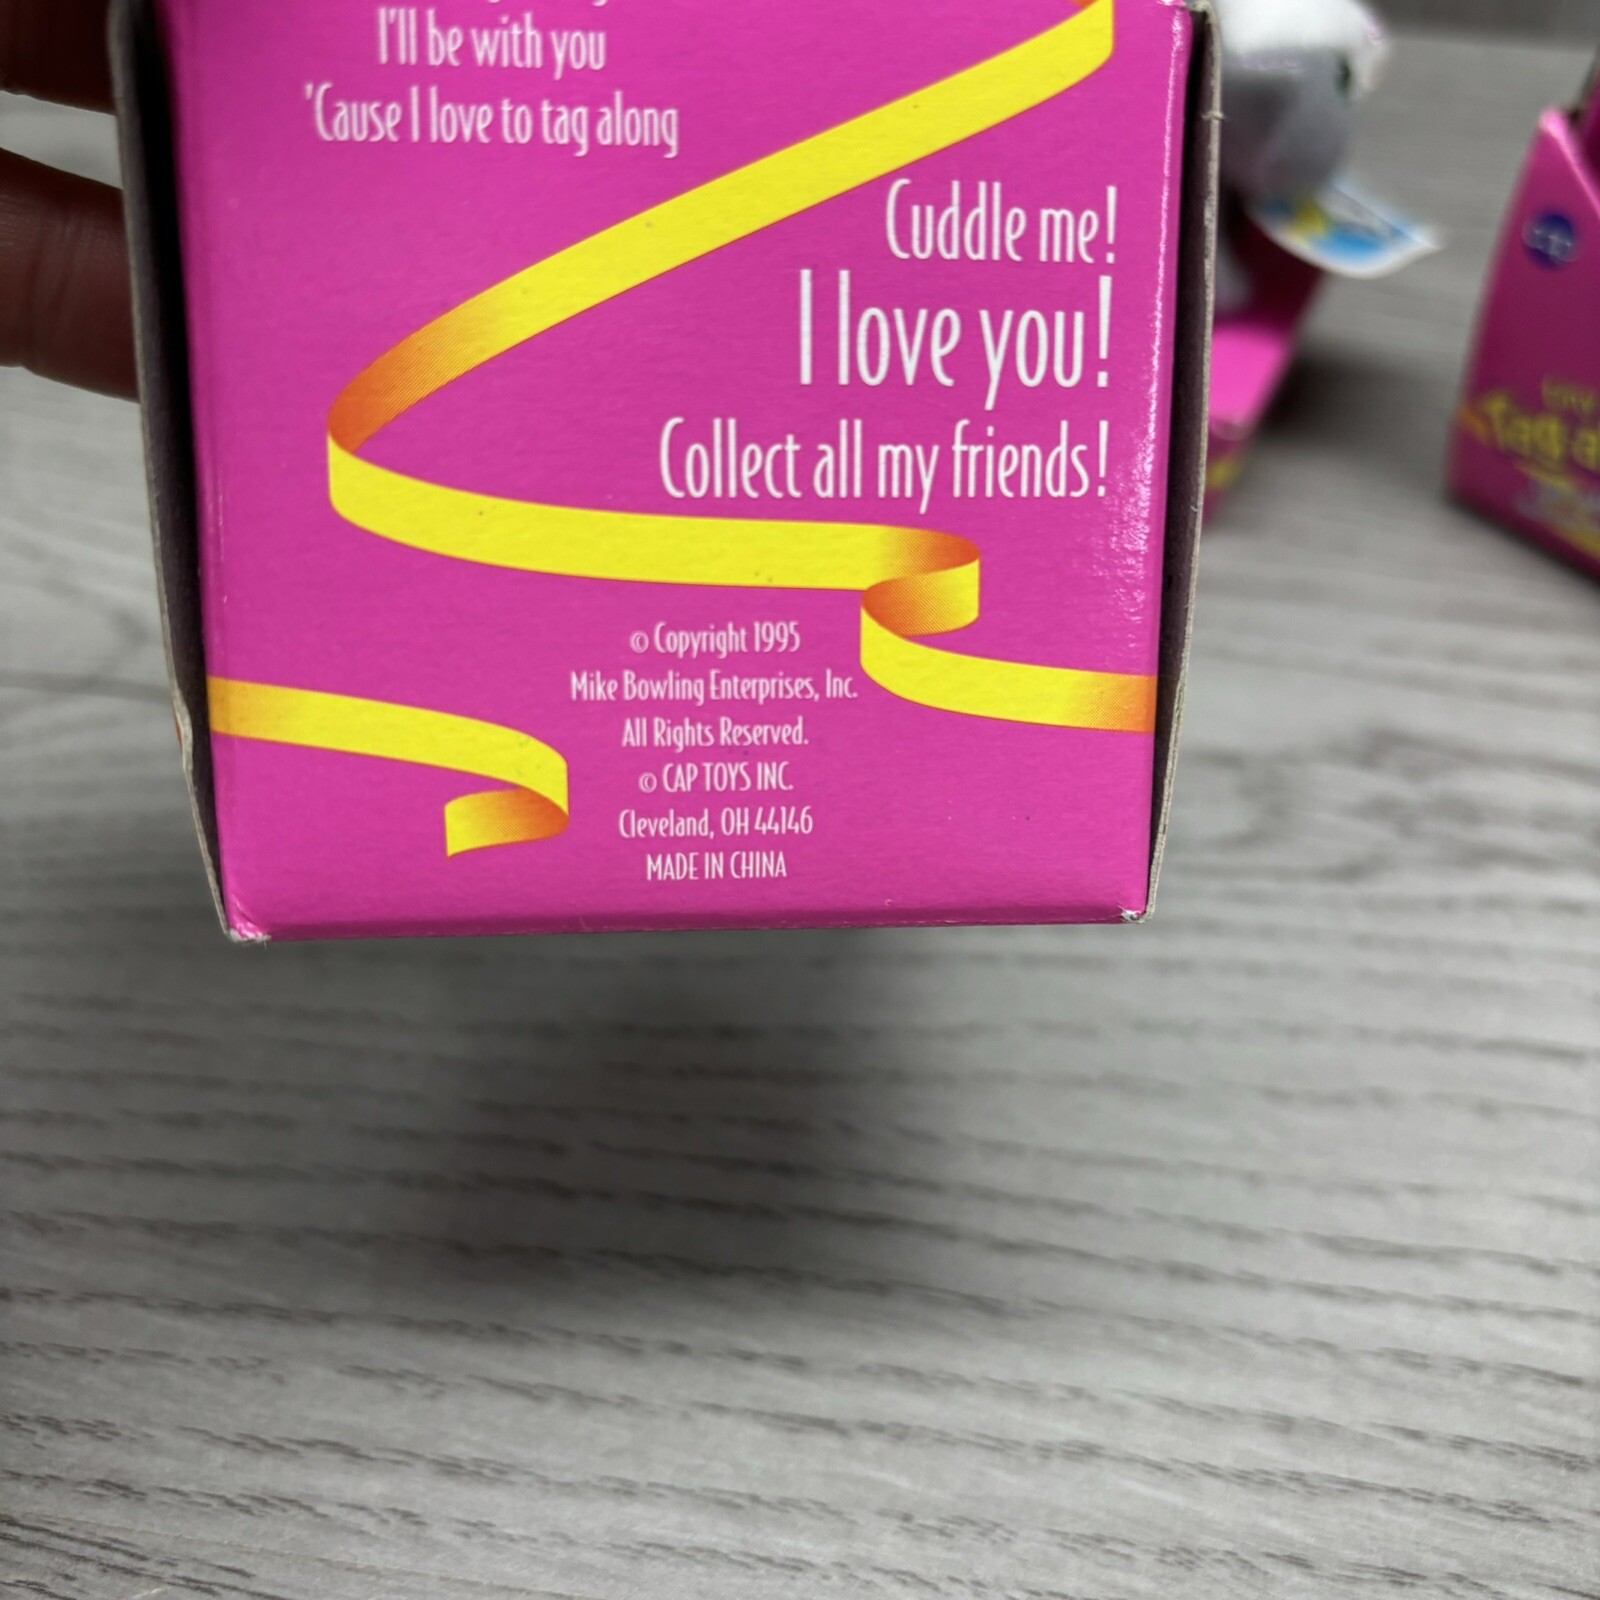 I'll be with you
'Cause I love to tag along
Cuddle me!
I love you!
Collect all my friends!
© Copyright 1995
Mike Bowling Enterprises, Inc.
All Rights Reserved.
© CAP TOYS INC.
Cleveland, OH 44146
MADE IN CHINA
Tag a